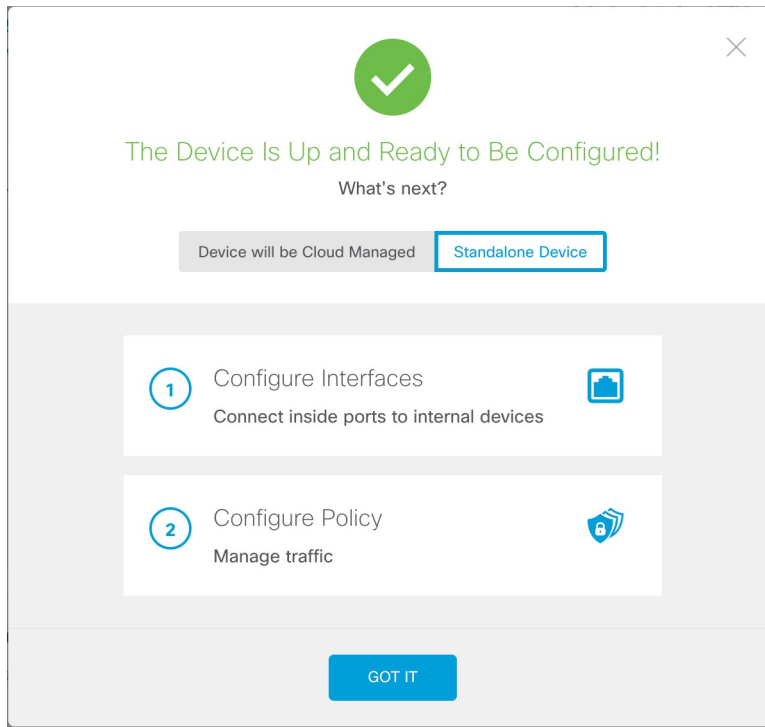 The Device Is Up and Ready to Be Configured!
What's next?
Device will be Cloud Managed
Standalone Device
1
Configure Interfaces
Connect inside ports to internal devices
2
Configure Policy
Manage traffic
GOT IT